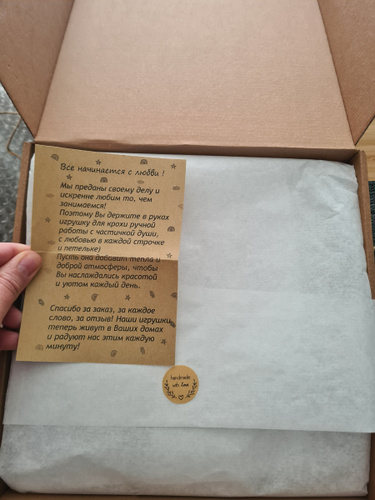 Все начинается с любви !
Мы преданы своему делу и
искренне любим то, чем
занимаемся!
Поэтому Вы держите в руках
игрушку для крохи ручной
работы с частичкой души,
с любовью в каждой строчке
и петельке)
Пусть она добавит тепла и
доброй атмосферы, чтобы
Вы наслаждались красотой
и уютом каждый день.
Спасибо за заказ, за каждое
слово, за отзыв! Наши игрушки
теперь живут в Ваших домах
и радуют нас этим каждую
минуту!
handmade
with love